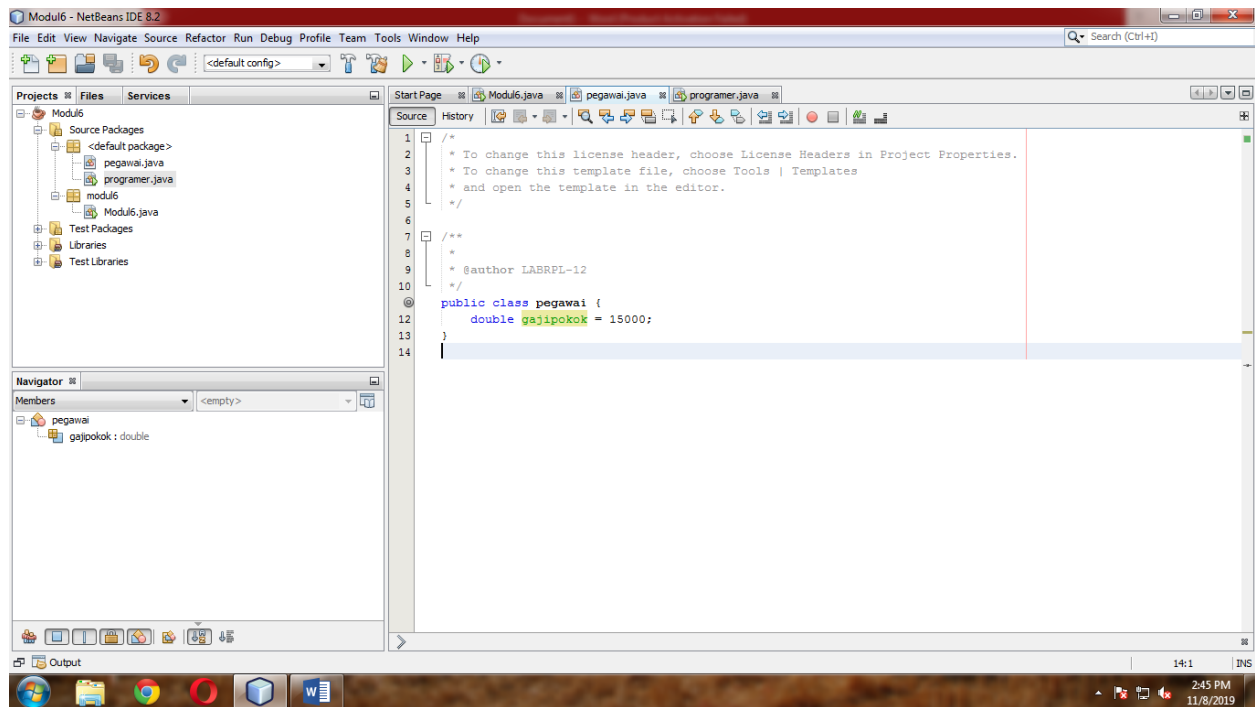 Modul6 - NetBeans IDE 8.2
File Edit View Navigate Source Refactor Run Debug Profile Team Tools Window Help
Search (Ctrl+I)
<default config>
Projects Files Services
Modul6
Source Packages
<default package>
pegawai.java
programer.java
modul6
Modul6.java
Test Packages
Libraries
Test Libraries
Start Page Modul6.java pegawai.java programer.java
Source History
1 /*
2 * To change this license header, choose License Headers in Project Properties.
3 * To change this template file, choose Tools | Templates
4 * and open the template in the editor.
5 */
6
7 /**
8 *
9 * @author LABRPL-12
10 */
public class pegawai {
12 double gajipokok = 15000;
13 }
14
Navigator
Members <empty>
pegawai
gajipokok : double
Output
14:1 INS
2:45 PM
11/8/2019